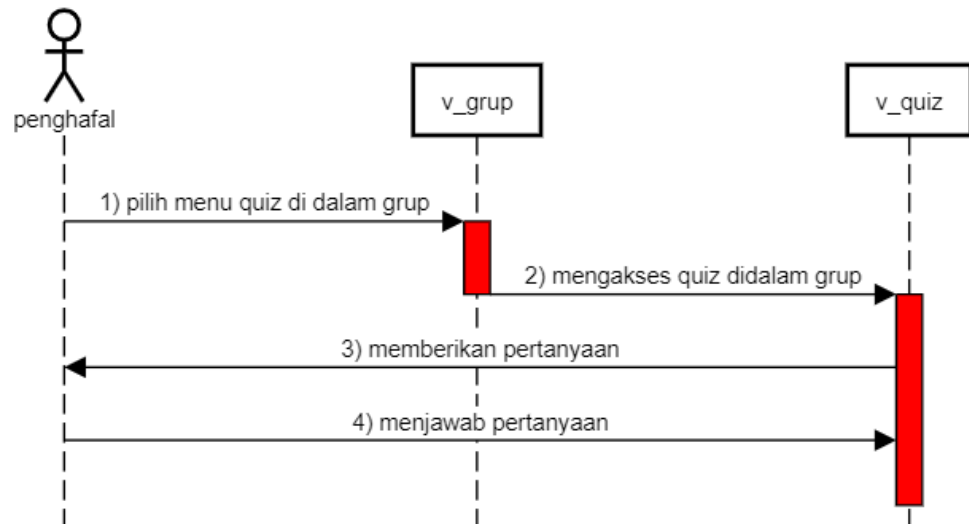 penghafal
v_grup
v_quiz
1) pilih menu quiz di dalam grup
2) mengakses quiz didalam grup
3) memberikan pertanyaan
4) menjawab pertanyaan